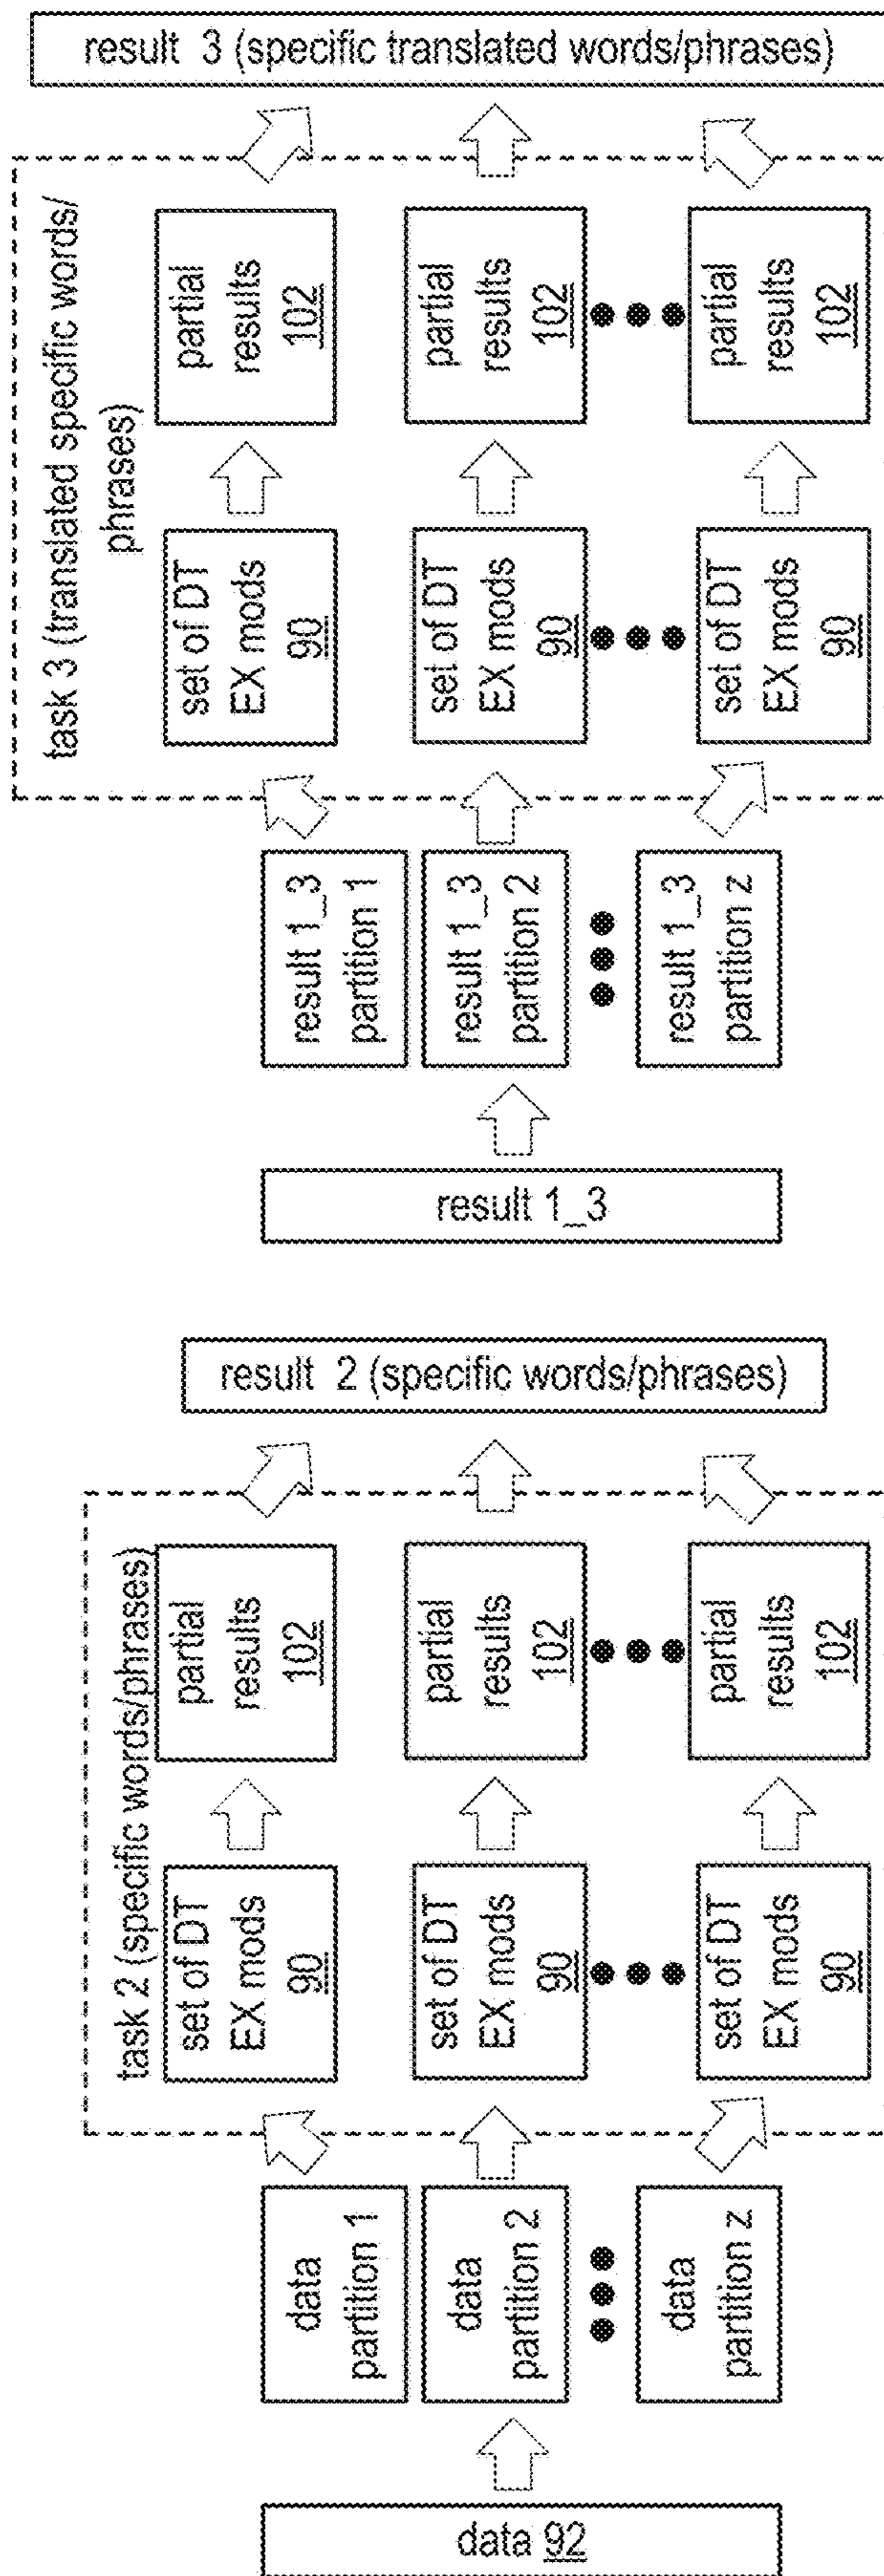 data 92
data
partition 1
data
partition 2
data
partition z
task 2 (specific words/phrases)
set of DT
EX mods
90
set of DT
EX mods
90
set of DT
EX mods
90
partial
results
102
partial
results
102
partial
results
102
result 2 (specific words/phrases)
result 1_3
result 1_3
partition 1
result 1_3
partition 2
result 1_3
partition z
task 3 (translated specific words/
phrases)
set of DT
EX mods
90
set of DT
EX mods
90
set of DT
EX mods
90
partial
results
102
partial
results
102
partial
results
102
result 3 (specific translated words/phrases)